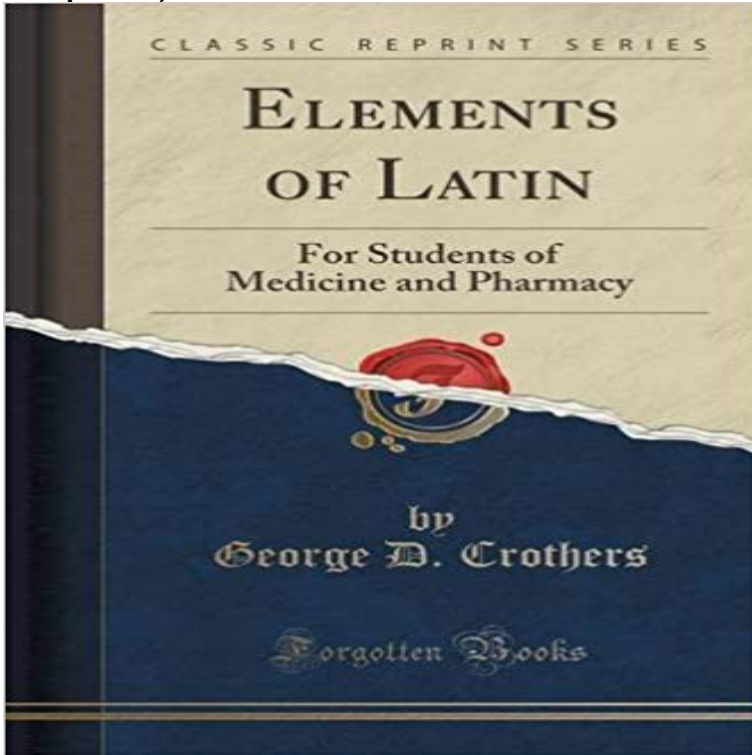 CLASSIC REPRINT SERIES
ELEMENTS
OF LATIN
For Students of
Medicine and Pharmacy
by
George D. Crothers
Forgotten Books